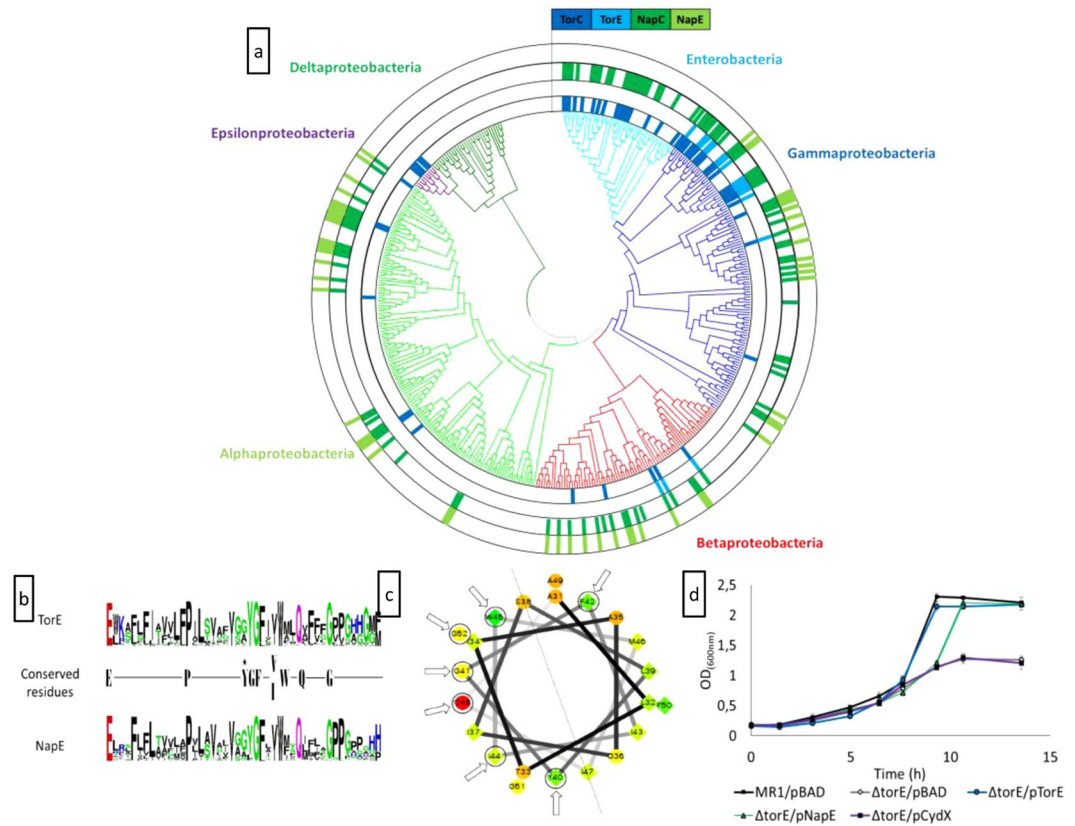 TorC TorE NapC NapE
a
Deltaproteobacteria
Enterobacteria
Epsilonproteobacteria
Gammaproteobacteria
Alphaproteobacteria
Betaproteobacteria
b
TorE
Conserved
residues
E P YGF V I W Q G
*
NapE
c
A49
A31
F42
S38
W45
A35
G52
I34
M46
G41
L39
L32
F50
I37
I43
I44
G36
T33
G51
Y40
I47
d
2,5
2
1,5
1
0,5
0
OD(600nm)
0 5 10 15
Time (h)
MR1/pBAD
ΔtorE/pBAD
ΔtorE/pTorE
ΔtorE/pNapE
ΔtorE/pCydX